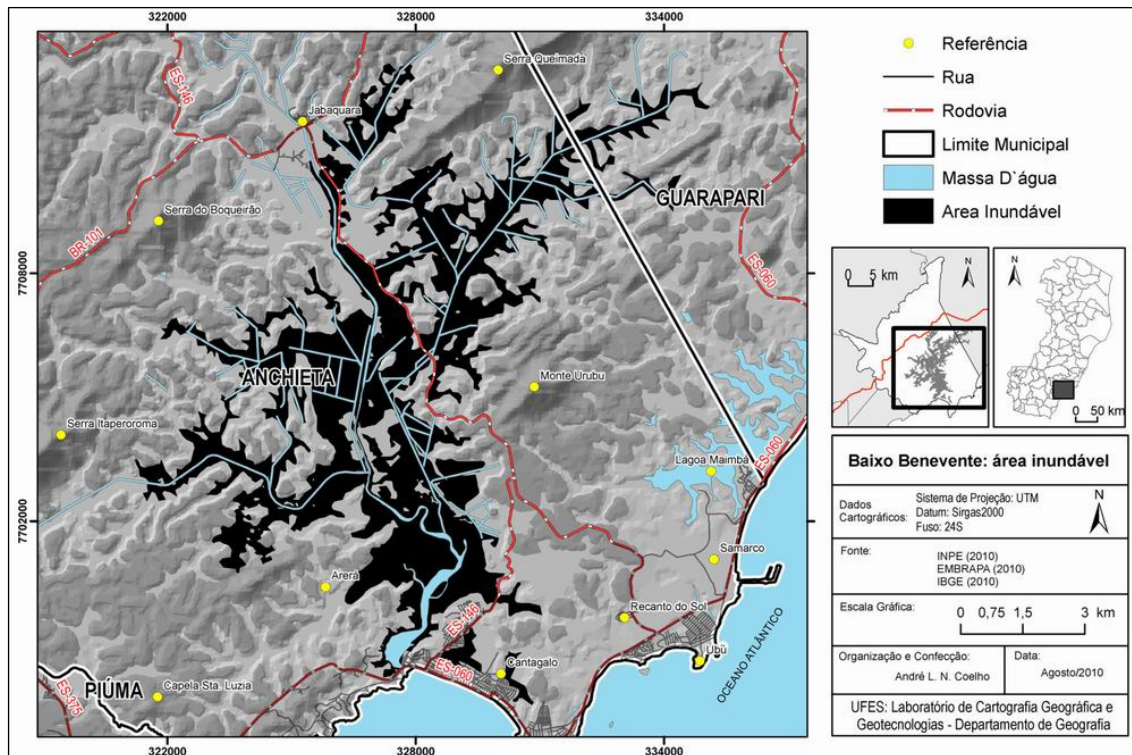 322000
328000
334000
7708000
7702000
322000
328000
334000
ES-146
Serra Queimada
Jabaquara
GUARAPARI
Serra do Boqueirão
BR-101
ES-060
ANCHIETA
Monte Urubu
Serra Itaperoroma
Lagoa Maimbá
ES-060
Samarco
Arerá
Recanto do Sol
ES-146
Ubú
OCEANO ATLÂNTICO
ES-060
Cantagalo
PIÚMA
Capela Sta. Luzia
ES-375
Referência
Rua
Rodovia
Limite Municipal
Massa D`água
Area Inundável
0 5 km
N
N
0 50 km
Baixo Benevente: área inundável
Dados
Cartográficos:
Sistema de Projeção: UTM
Datum: Sirgas2000
Fuso: 24S
N
Fonte:
INPE (2010)
EMBRAPA (2010)
IBGE (2010)
Escala Gráfica:
0 0,75 1,5 3 km
Organização e Confecção:
André L. N. Coelho
Data:
Agosto/2010
UFES: Laboratório de Cartografia Geográfica e
Geotecnologias - Departamento de Geografia